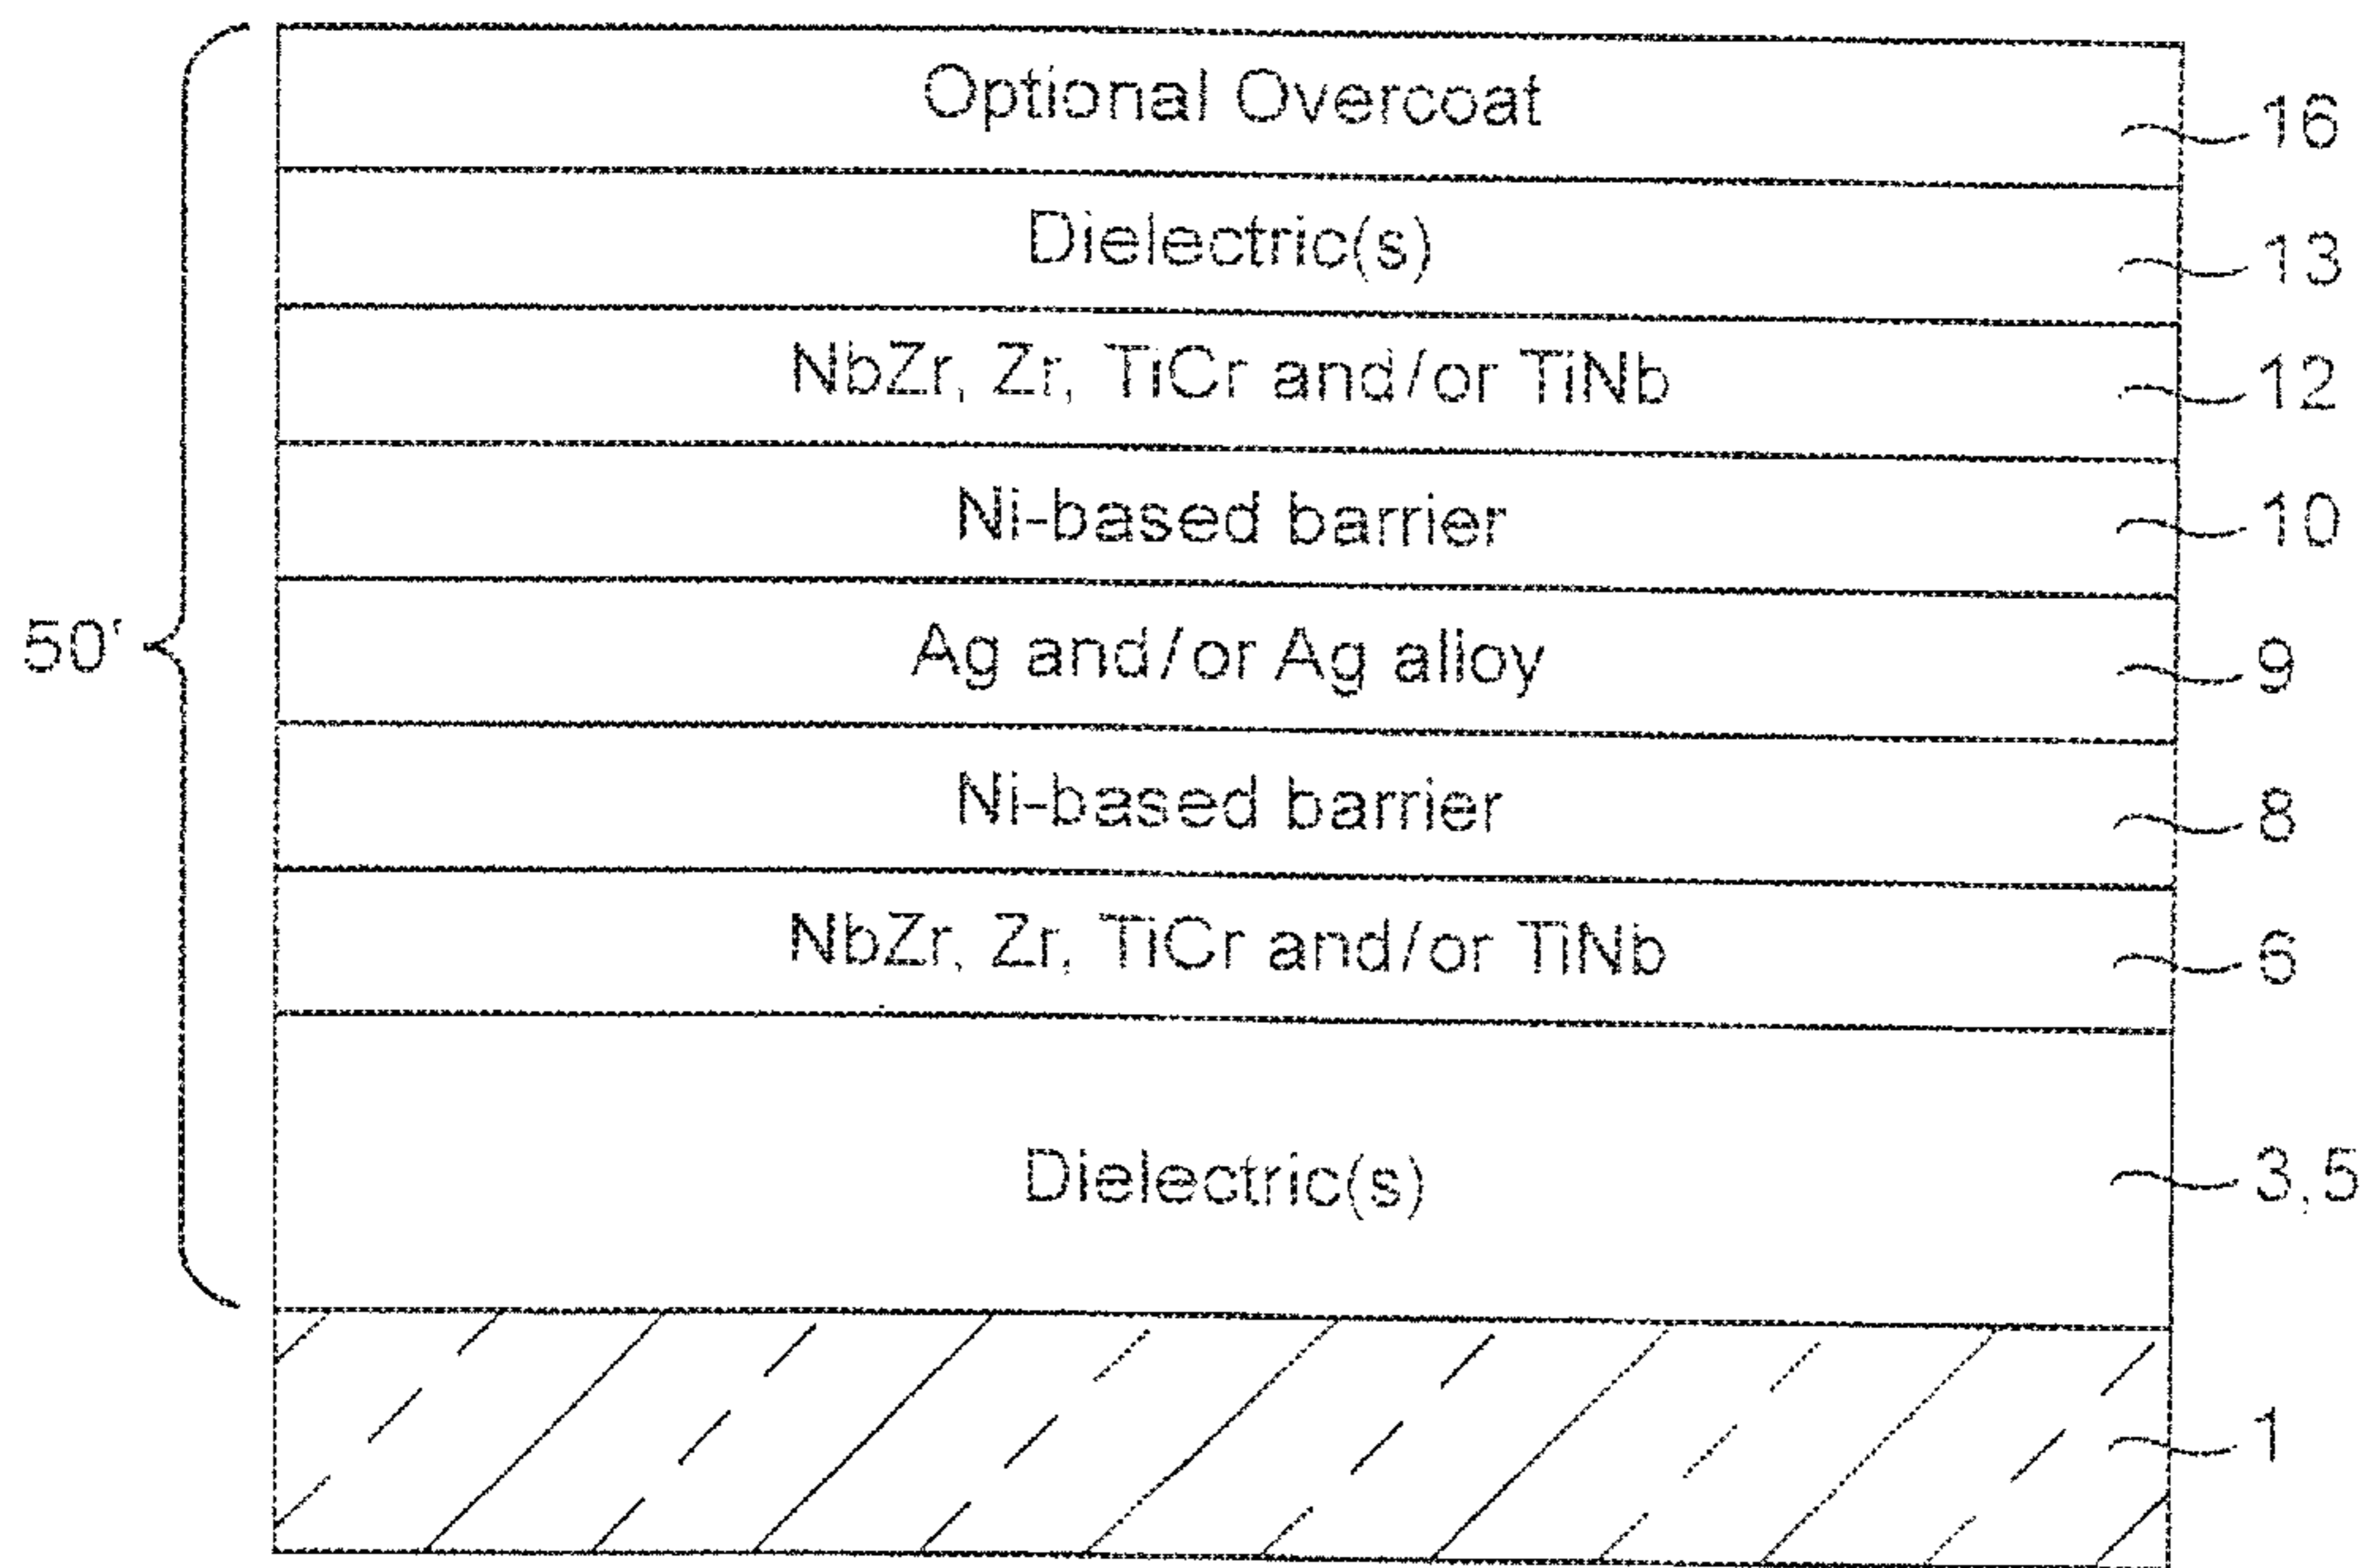 Optional Overcoat 16
Dielectric(s) 13
NbZr, Zr, TiCr and/or TiNb 12
Ni-based barrier 10
50' Ag and/or Ag alloy 9
Ni-based barrier 8
NbZr, Zr, TiCr and/or TiNb 6
Dielectric(s) 3,5
1